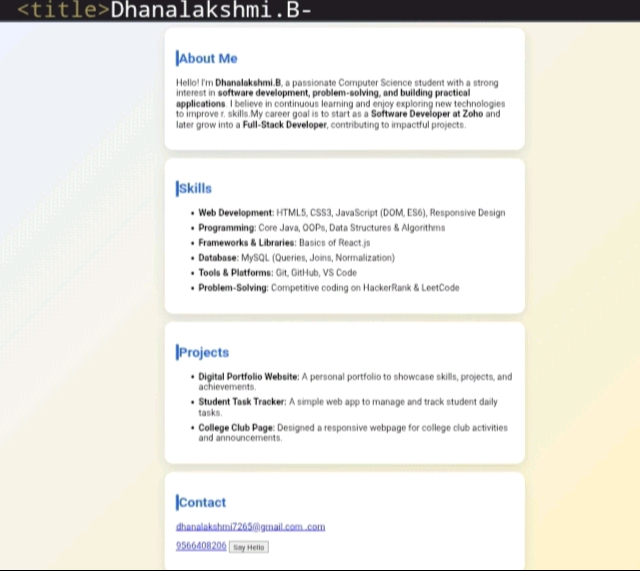 <title>Dhanalakshmi.B-
About Me
Hello! I'm Dhanalakshmi.B, a passionate Computer Science student with a strong
interest in software development, problem-solving, and building practical
applications. I believe in continuous learning and enjoy exploring new technologies
to improve r. skills.My career goal is to start as a Software Developer at Zoho and
later grow into a Full-Stack Developer, contributing to impactful projects.
Skills
• Web Development: HTML5, CSS3, JavaScript (DOM, ES6), Responsive Design
• Programming: Core Java, OOPs, Data Structures & Algorithms
• Frameworks & Libraries: Basics of React.js
• Database: MySQL (Queries, Joins, Normalization)
• Tools & Platforms: Git, GitHub, VS Code
• Problem-Solving: Competitive coding on HackerRank & LeetCode
Projects
• Digital Portfolio Website: A personal portfolio to showcase skills, projects, and
achievements.
• Student Task Tracker: A simple web app to manage and track student daily
tasks.
• College Club Page: Designed a responsive webpage for college club activities
and announcements.
Contact
dhanalakshmi7265@gmail.com .com
9566408206 Say Hello